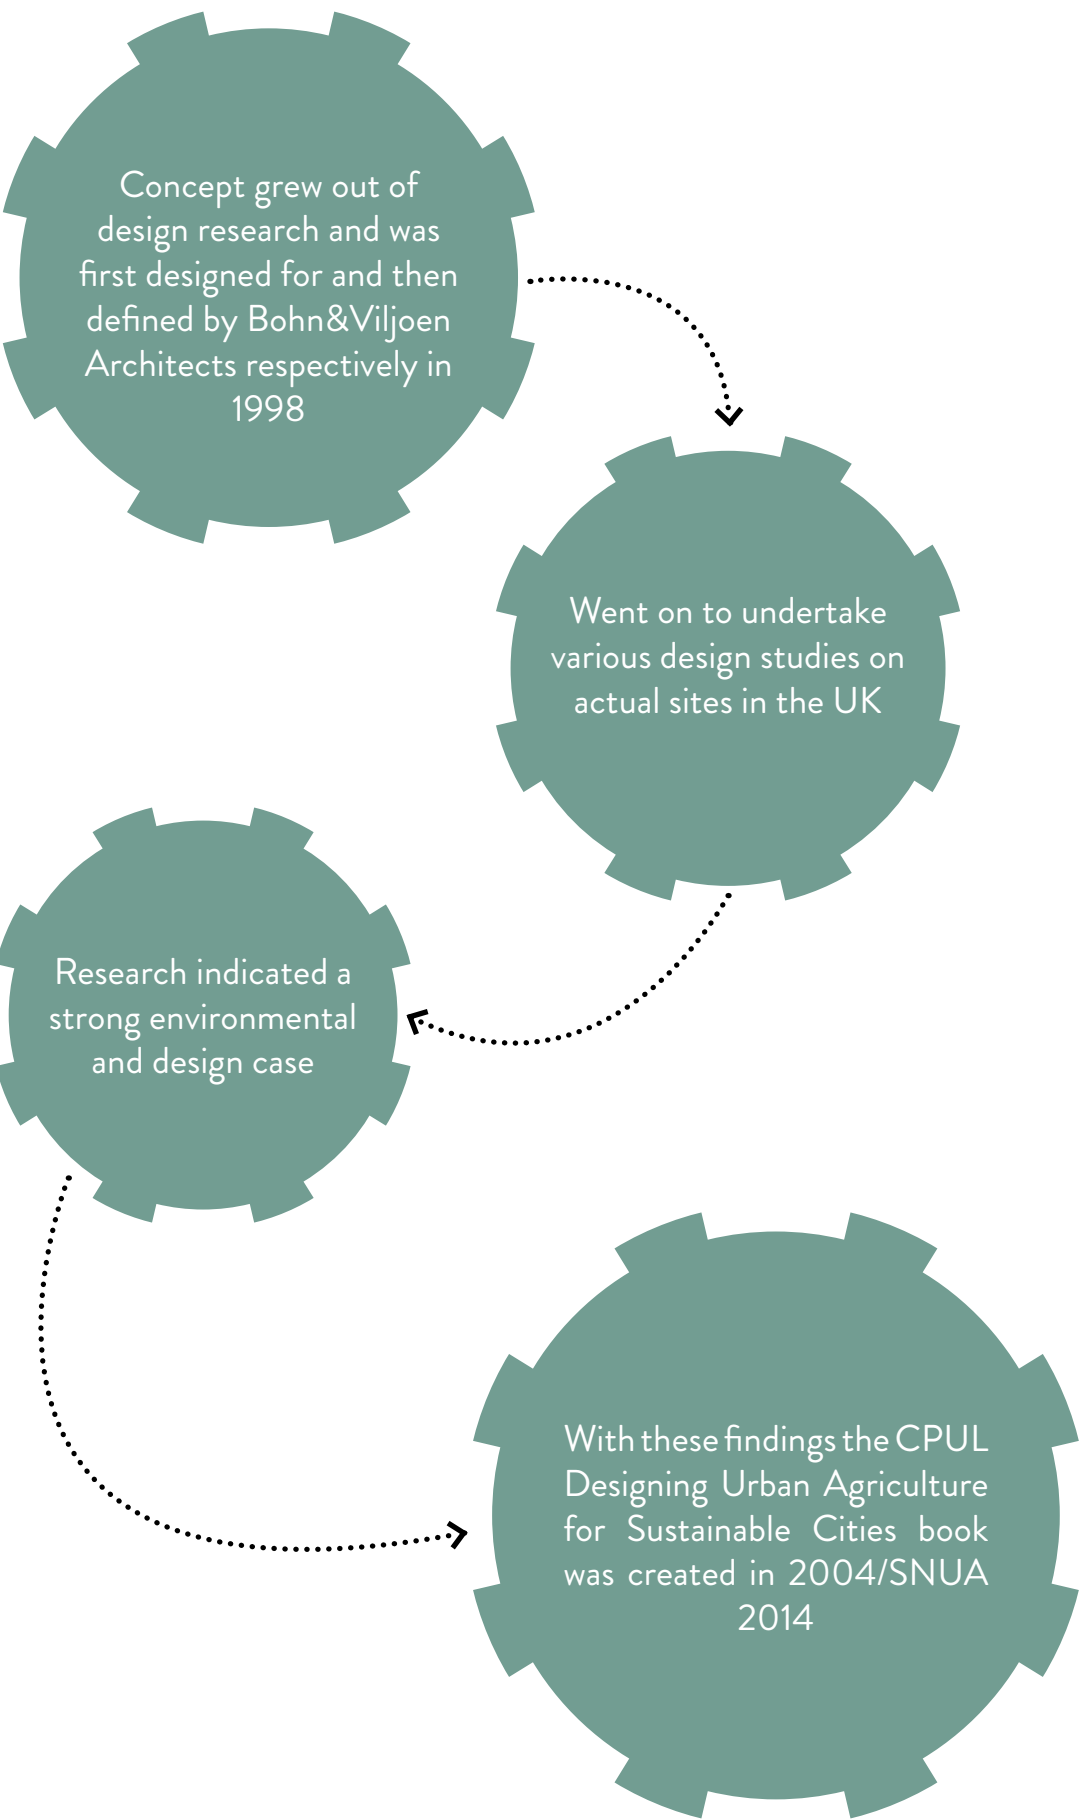 Concept grew out of
design research and was
first designed for and then
defined by Bohn&Viljoen
Architects respectively in
1998
Went on to undertake
various design studies on
actual sites in the UK
Research indicated a
strong environmental
and design case
With these findings the CPUL
Designing Urban Agriculture
for Sustainable Cities book
was created in 2004/SNUA
2014